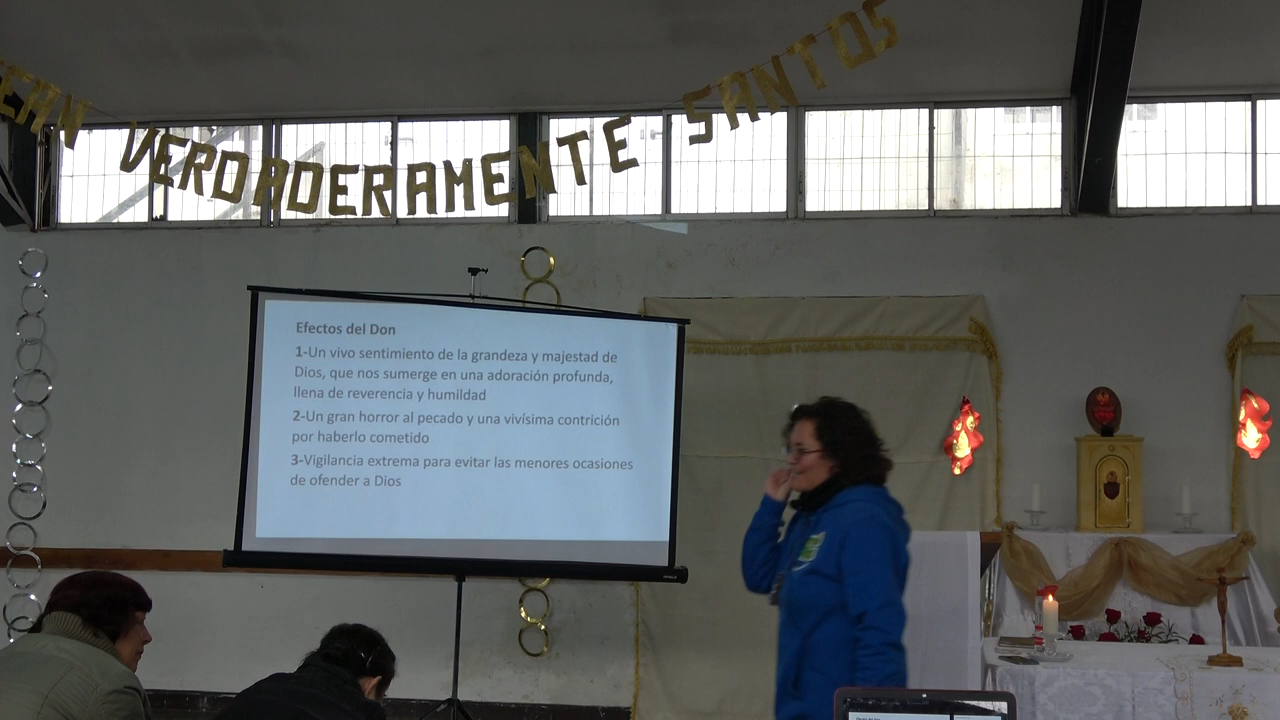 EAN VERDADERAMENTE SANTOS
Efectos del Don
1-Un vivo sentimiento de la grandeza y majestad de
Dios, que nos sumerge en una adoración profunda,
llena de reverencia y humildad
2-Un gran horror al pecado y una vivísima contrición
por haberlo cometido
3-Vigilancia extrema para evitar las menores ocasiones
de ofender a Dios